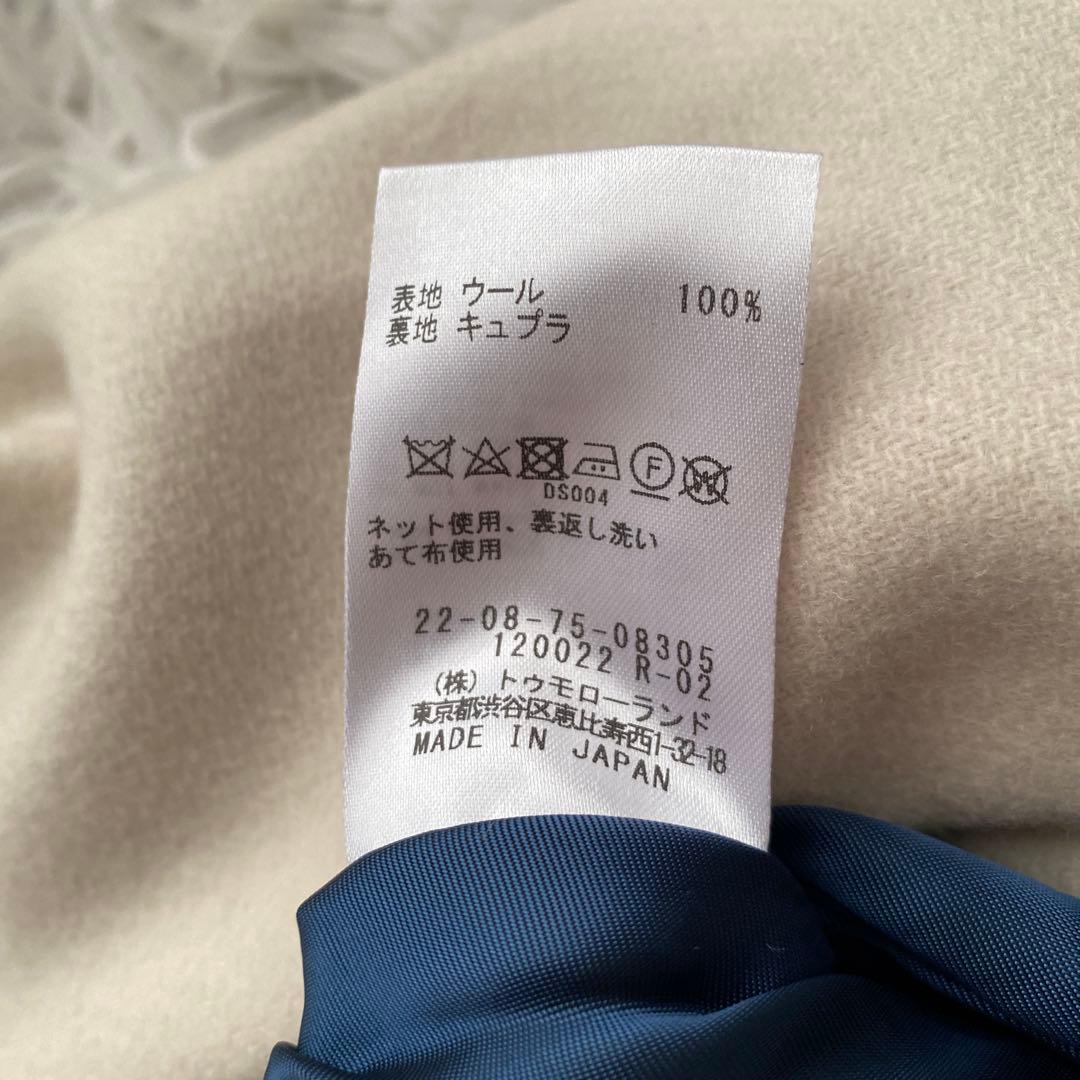 表地 ウール 100%
裏地 キュプラ
F
W
DS004
ネット使用、裏返し洗い
あて布使用
22-08-75-08305
120022 R-02
(株) トゥモローランド
東京都渋谷区恵比寿西1-32-18
MADE IN JAPAN